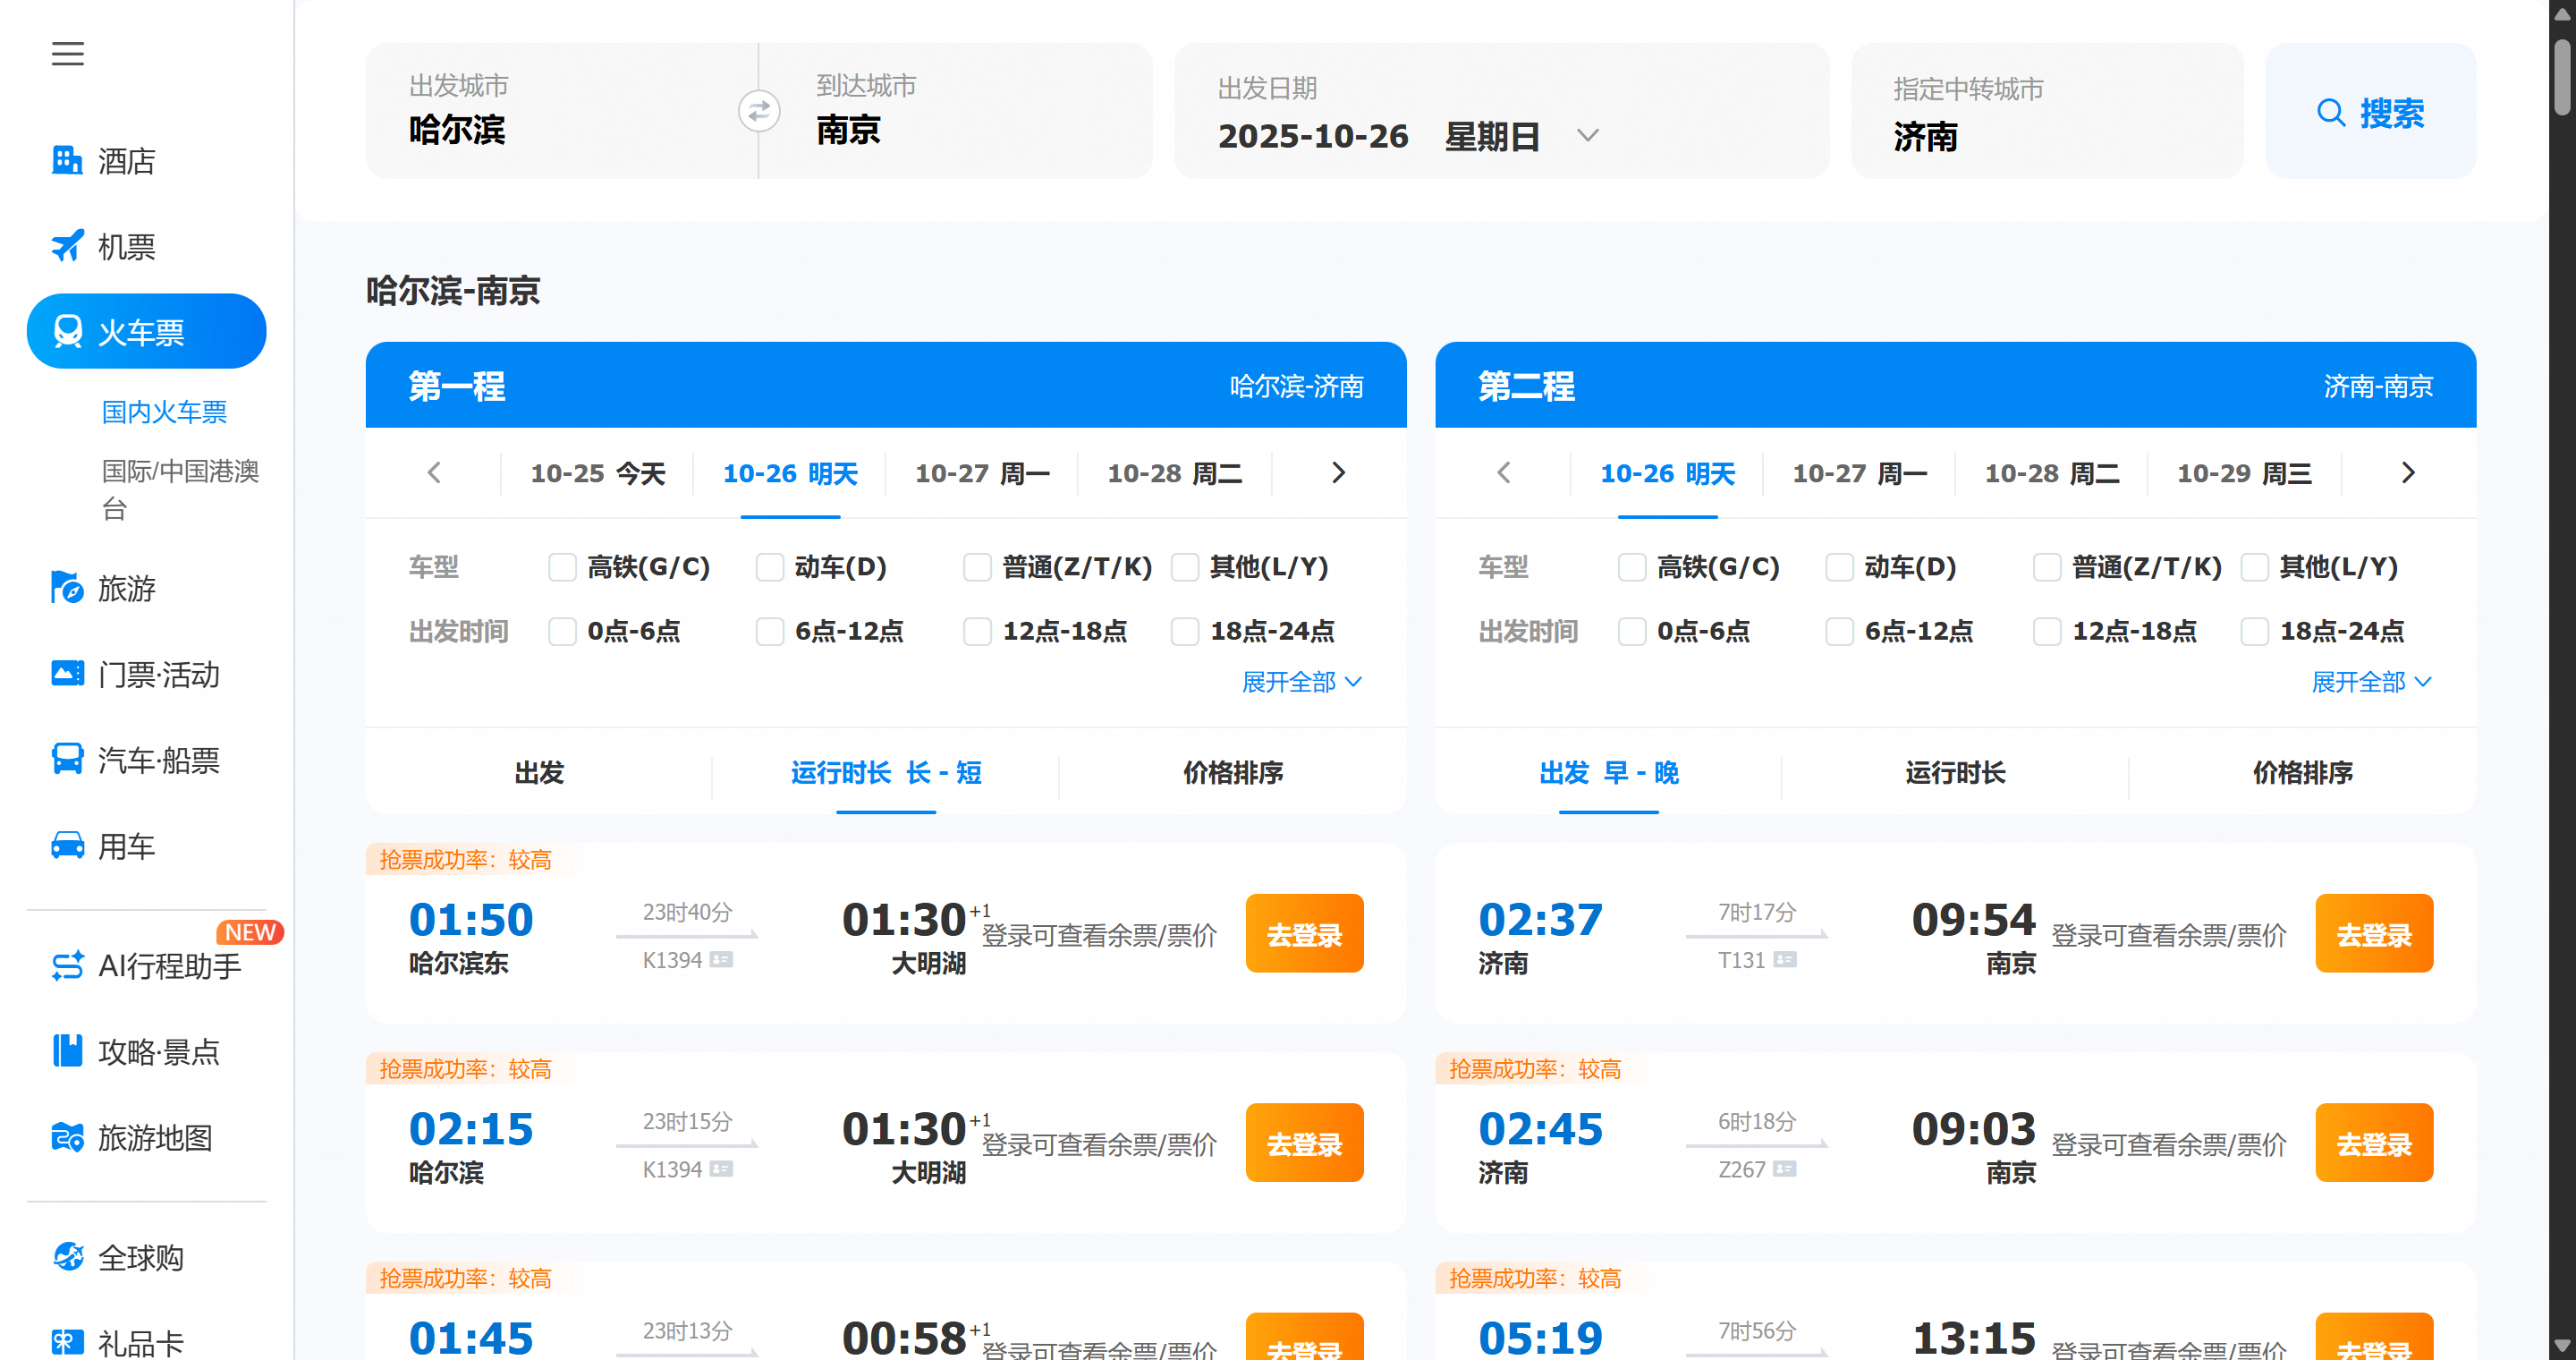 酒店
机票
火车票
国内火车票
国际/中国港澳
台
旅游
门票·活动
汽车·船票
用车
NEW
AI行程助手
攻略·景点
旅游地图
全球购
礼品卡
出发城市
哈尔滨
到达城市
南京
出发日期
2025-10-26 星期日
指定中转城市
济南
搜索
哈尔滨-南京
第一程 哈尔滨-济南
10-25 今天 10-26 明天 10-27 周一 10-28 周二
车型 高铁(G/C) 动车(D) 普通(Z/T/K) 其他(L/Y)
出发时间 0点-6点 6点-12点 12点-18点 18点-24点
展开全部
出发 运行时长 长 - 短 价格排序
抢票成功率：较高
01:50 23时40分 01:30+1
哈尔滨东 K1394 大明湖
登录可查看余票/票价 去登录
抢票成功率：较高
02:15 23时15分 01:30+1
哈尔滨 K1394 大明湖
登录可查看余票/票价 去登录
抢票成功率：较高
01:45 23时13分 00:58+1
登录可查看余票/票价 去登录
第二程 济南-南京
10-26 明天 10-27 周一 10-28 周二 10-29 周三
车型 高铁(G/C) 动车(D) 普通(Z/T/K) 其他(L/Y)
出发时间 0点-6点 6点-12点 12点-18点 18点-24点
展开全部
出发 早 - 晚 运行时长 价格排序
02:37 7时17分 09:54
济南 T131 南京
登录可查看余票/票价 去登录
抢票成功率：较高
02:45 6时18分 09:03
济南 Z267 南京
登录可查看余票/票价 去登录
抢票成功率：较高
05:19 7时56分 13:15
登录可查看余票/票价 去登录